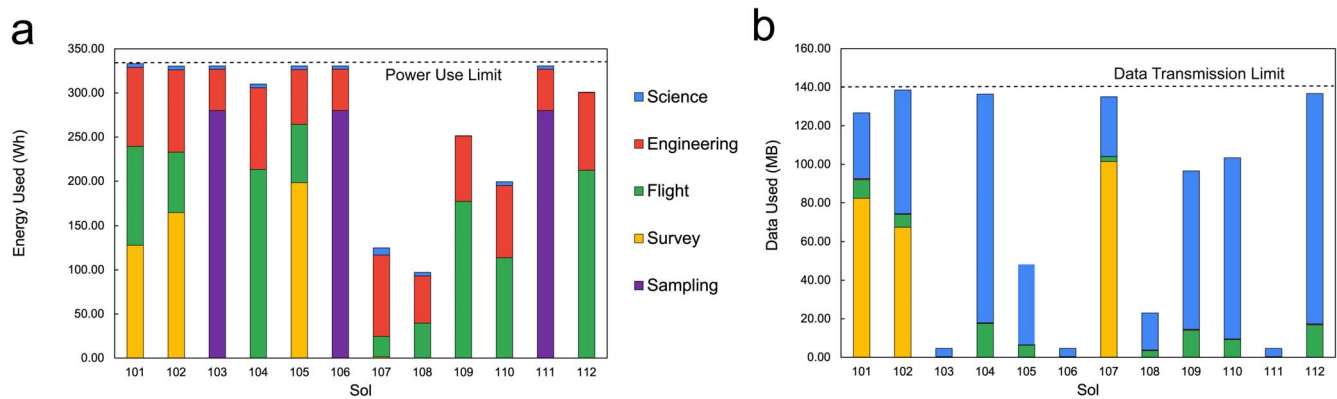 a
350.00
300.00
250.00
200.00
150.00
100.00
50.00
0.00
Energy Used (Wh)
Power Use Limit
101 102 103 104 105 106 107 108 109 110 111 112
Sol
Science
Engineering
Flight
Survey
Sampling
b
160.00
140.00
120.00
100.00
80.00
60.00
40.00
20.00
0.00
Data Used (MB)
Data Transmission Limit
101 102 103 104 105 106 107 108 109 110 111 112
Sol